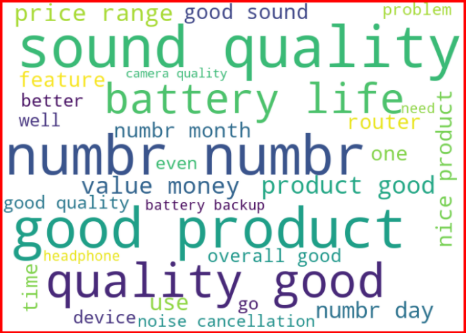 price range
good sound
problem
sound quality
camera quality
feature
battery life
better
need
well
numbr month
router
nice product
numbr numbr
even
one
value money
product good
good quality
battery backup
good product
overall good
headphone
time
quality good
use
go
numbr day
device
noise cancellation